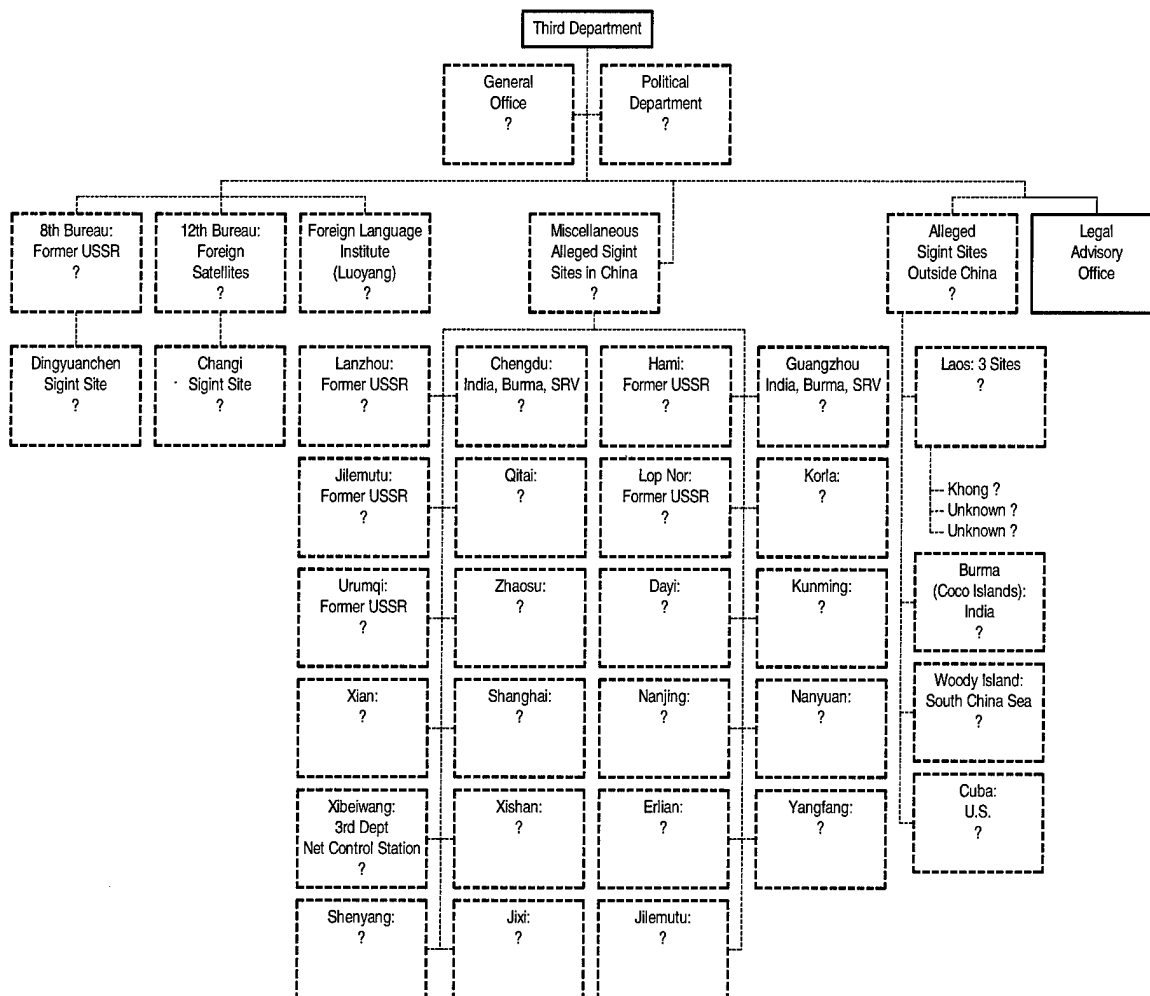 Third Department
General
Office
?
Political
Department
?
8th Bureau:
Former USSR
?
12th Bureau:
Foreign
Satellites
?
Foreign Language
Institute
(Luoyang)
?
Miscellaneous
Alleged Sigint
Sites in China
?
Alleged
Sigint Sites
Outside China
?
Legal
Advisory
Office
Dingyuanchen
Sigint Site
?
Changi
Sigint Site
?
Lanzhou:
Former USSR
?
Chengdu:
India, Burma, SRV
?
Hami:
Former USSR
?
Guangzhou
India, Burma, SRV
?
Laos: 3 Sites
?
Jilemutu:
Former USSR
?
Qitai:
?
Lop Nor:
Former USSR
?
Korla:
?
Khong ?
Unknown ?
Unknown ?
Urumqi:
Former USSR
?
Zhaosu:
?
Dayi:
?
Kunming:
?
Burma
(Coco Islands):
India
?
Xian:
?
Shanghai:
?
Nanjing:
?
Nanyuan:
?
Woody Island:
South China Sea
?
Xibeiwang:
3rd Dept
Net Control Station
?
Xishan:
?
Erlian:
?
Yangfang:
?
Cuba:
U.S.
?
Shenyang:
?
Jixi:
?
Jilemutu:
?